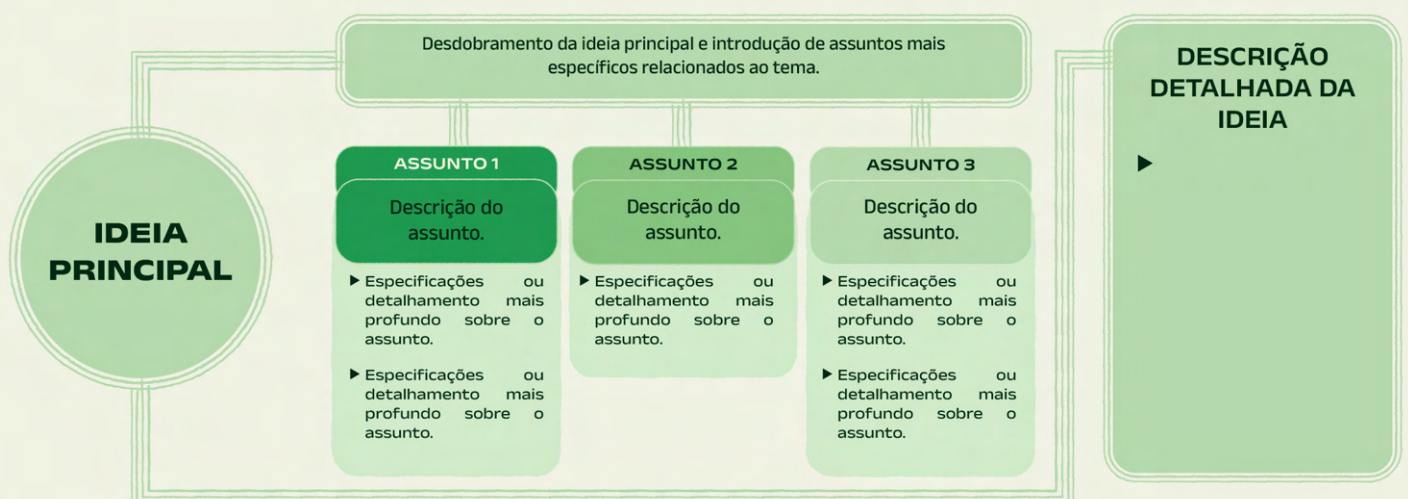 Desdobramento da ideia principal e introdução de assuntos mais
específicos relacionados ao tema.
IDEIA
PRINCIPAL
ASSUNTO 1
Descrição do
assunto.
Especificações ou
detalhamento mais
profundo sobre o
assunto.
Especificações ou
detalhamento mais
profundo sobre o
assunto.
ASSUNTO 2
Descrição do
assunto.
Especificações ou
detalhamento mais
profundo sobre o
assunto.
ASSUNTO 3
Descrição do
assunto.
Especificações ou
detalhamento mais
profundo sobre o
assunto.
Especificações ou
detalhamento mais
profundo sobre o
assunto.
DESCRIÇÃO
DETALHADA DA
IDEIA